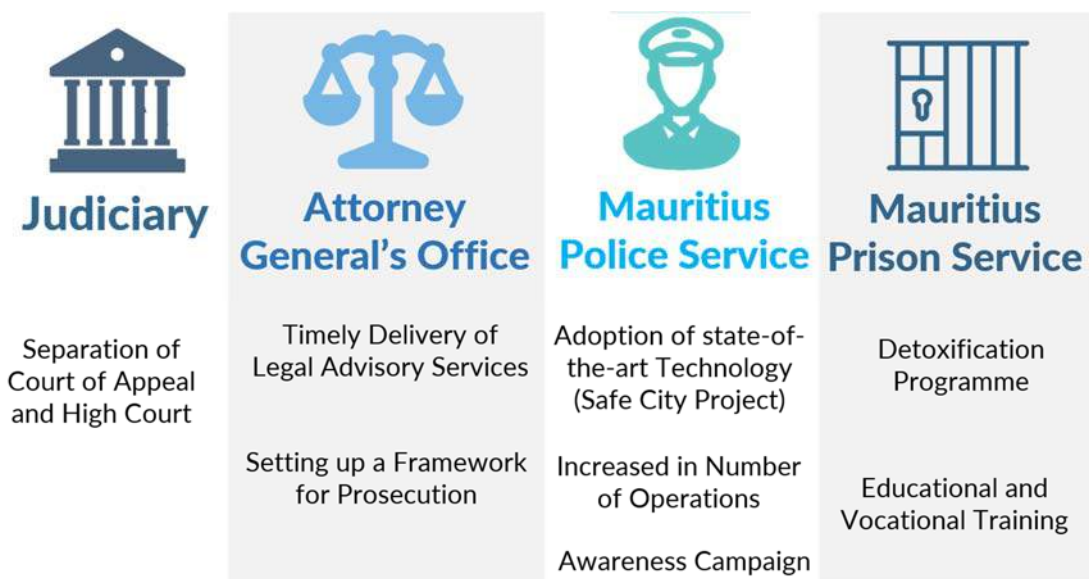 Judiciary
Separation of
Court of Appeal
and High Court
Attorney
General’s Office
Timely Delivery of
Legal Advisory Services
Setting up a Framework
for Prosecution
Mauritius
Police Service
Adoption of state-of-
the-art Technology
(Safe City Project)
Increased in Number
of Operations
Awareness Campaign
Mauritius
Prison Service
Detoxification
Programme
Educational and
Vocational Training